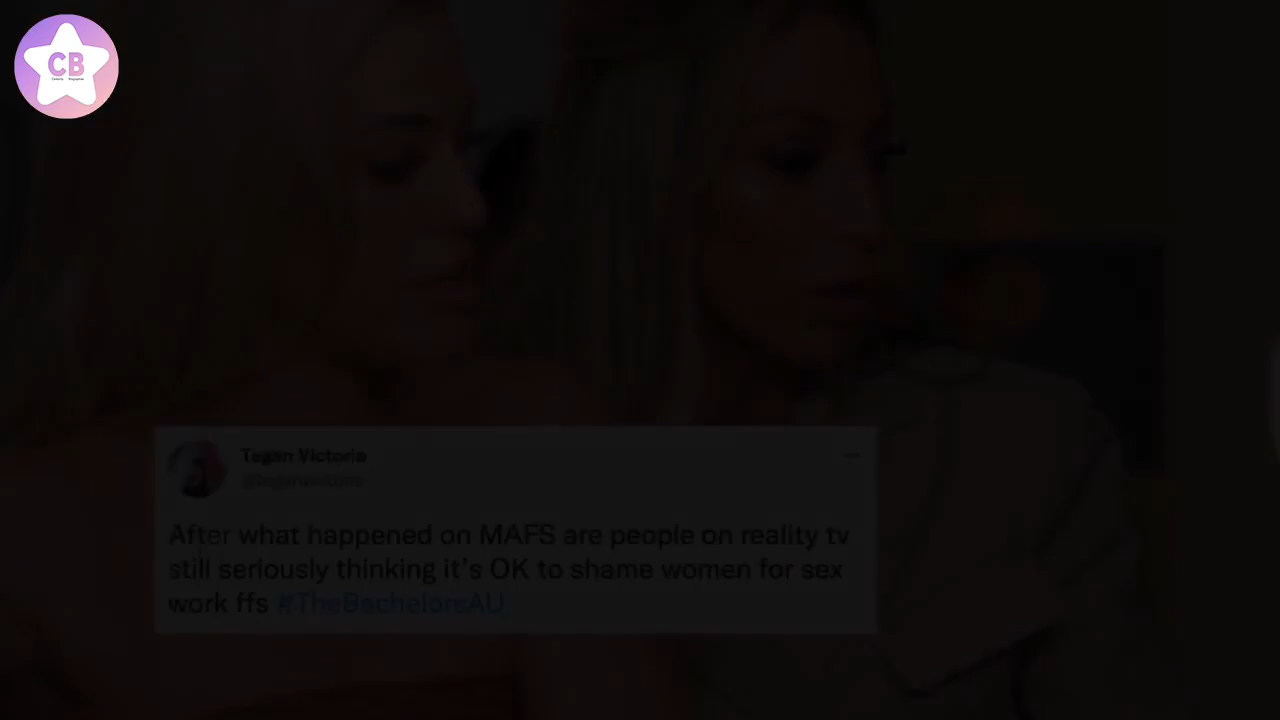 CB
Tegan Victoria
After what happened on MAFS are people on reality tv
still seriously thinking it's OK to shame women for sex
work ffs #TheBachelorsAU